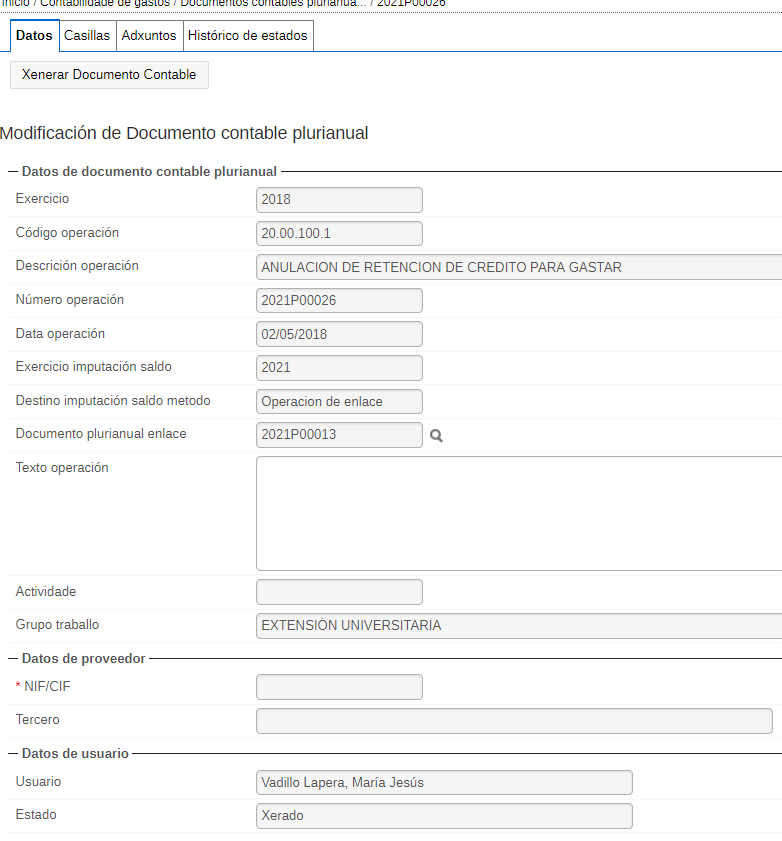 Inicio / Contabilidade de gastos / Documentos contables plurianua... / 2021P00026
Datos Casillas Adxuntos Histórico de estados
Xenerar Documento Contable
Modificación de Documento contable plurianual
Datos de documento contable plurianual
Exercicio 2018
Código operación 20.00.100.1
Descrición operación ANULACION DE RETENCION DE CREDITO PARA GASTAR
Número operación 2021P00026
Data operación 02/05/2018
Exercicio imputación saldo 2021
Destino imputación saldo metodo Operacion de enlace
Documento plurianual enlace 2021P00013
Texto operación
Actividade
Grupo traballo EXTENSIÓN UNIVERSITARIA
Datos de proveedor
* NIF/CIF
Tercero
Datos de usuario
Usuario Vadillo Lapera, María Jesús
Estado Xerado